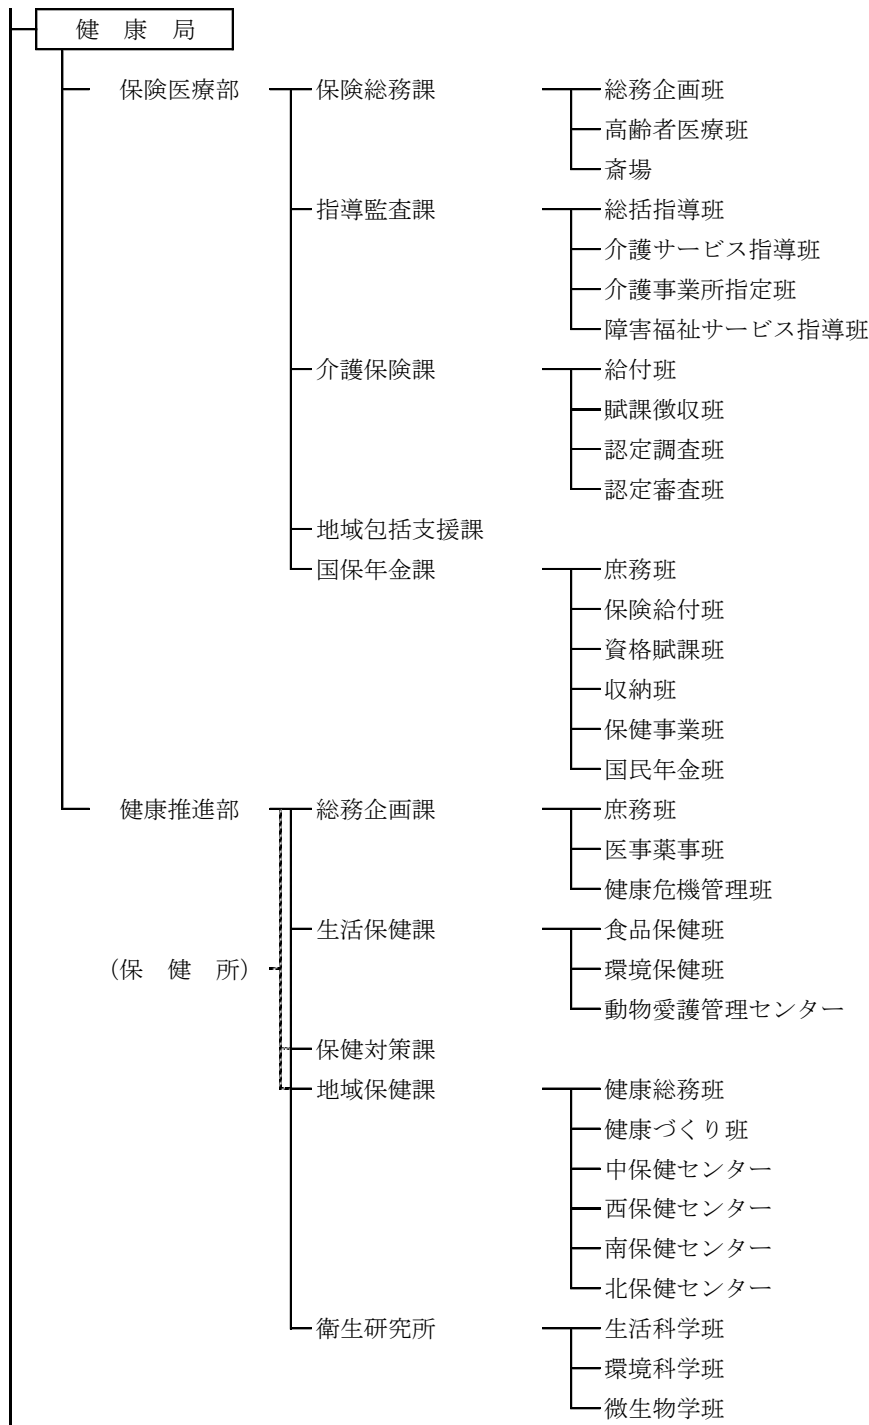 健　康　局
保険医療部　保険総務課　総務企画班
高齢者医療班
斎場
指導監査課　総括指導班
介護サービス指導班
介護事業所指定班
障害福祉サービス指導班
介護保険課　給付班
賦課徴収班
認定調査班
認定審査班
地域包括支援課
国保年金課　庶務班
保険給付班
資格賦課班
収納班
保健事業班
国民年金班
健康推進部　総務企画課　庶務班
医事薬事班
健康危機管理班
生活保健課　食品保健班
（保　健　所）　環境保健班
動物愛護管理センター
保健対策課
地域保健課　健康総務班
健康づくり班
中保健センター
西保健センター
南保健センター
北保健センター
衛生研究所　生活科学班
環境科学班
微生物学班